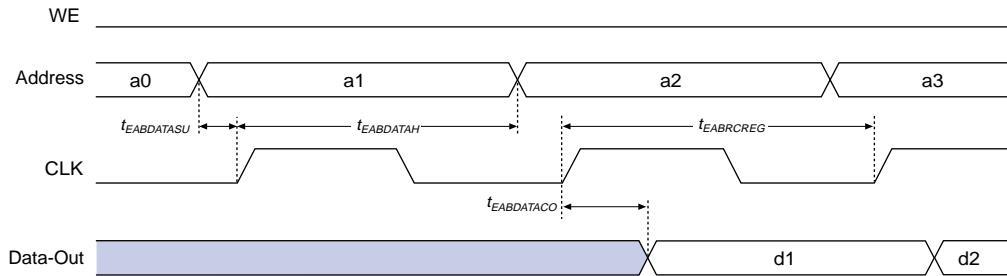 WE
Address a0 a1 a2 a3
tEABDATASU tEABDATAH tEABRCREG
CLK
tEABDATACO
Data-Out d1 d2